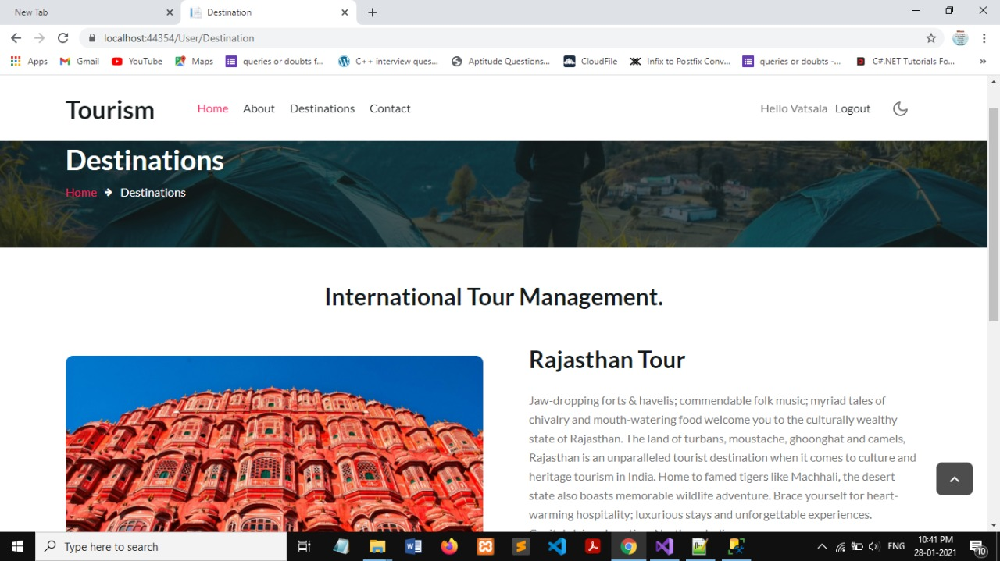 New Tab
Destination
localhost:44354/User/Destination
Apps
Gmail
YouTube
Maps
queries or doubts f...
C++ interview ques...
Aptitude Questions...
CloudFile
Infix to Postfix Conv...
queries or doubts -...
C#.NET Tutorials Fo...
Tourism
Home
About
Destinations
Contact
Hello Vatsala
Logout
Destinations
Home
Destinations
International Tour Management.
Rajasthan Tour
Jaw-dropping forts & havelis; commendable folk music; myriad tales of
chivalry and mouth-watering food welcome you to the culturally wealthy
state of Rajasthan. The land of turbans, moustache, ghoonghat and camels,
Rajasthan is an unparalleled tourist destination when it comes to culture and
heritage tourism in India. Home to famed tigers like Machhali, the desert
state also boasts memorable wildlife adventure. Brace yourself for heart-
warming hospitality; luxurious stays and unforgettable experiences.
Type here to search
ENG
10:41 PM
28-01-2021
10